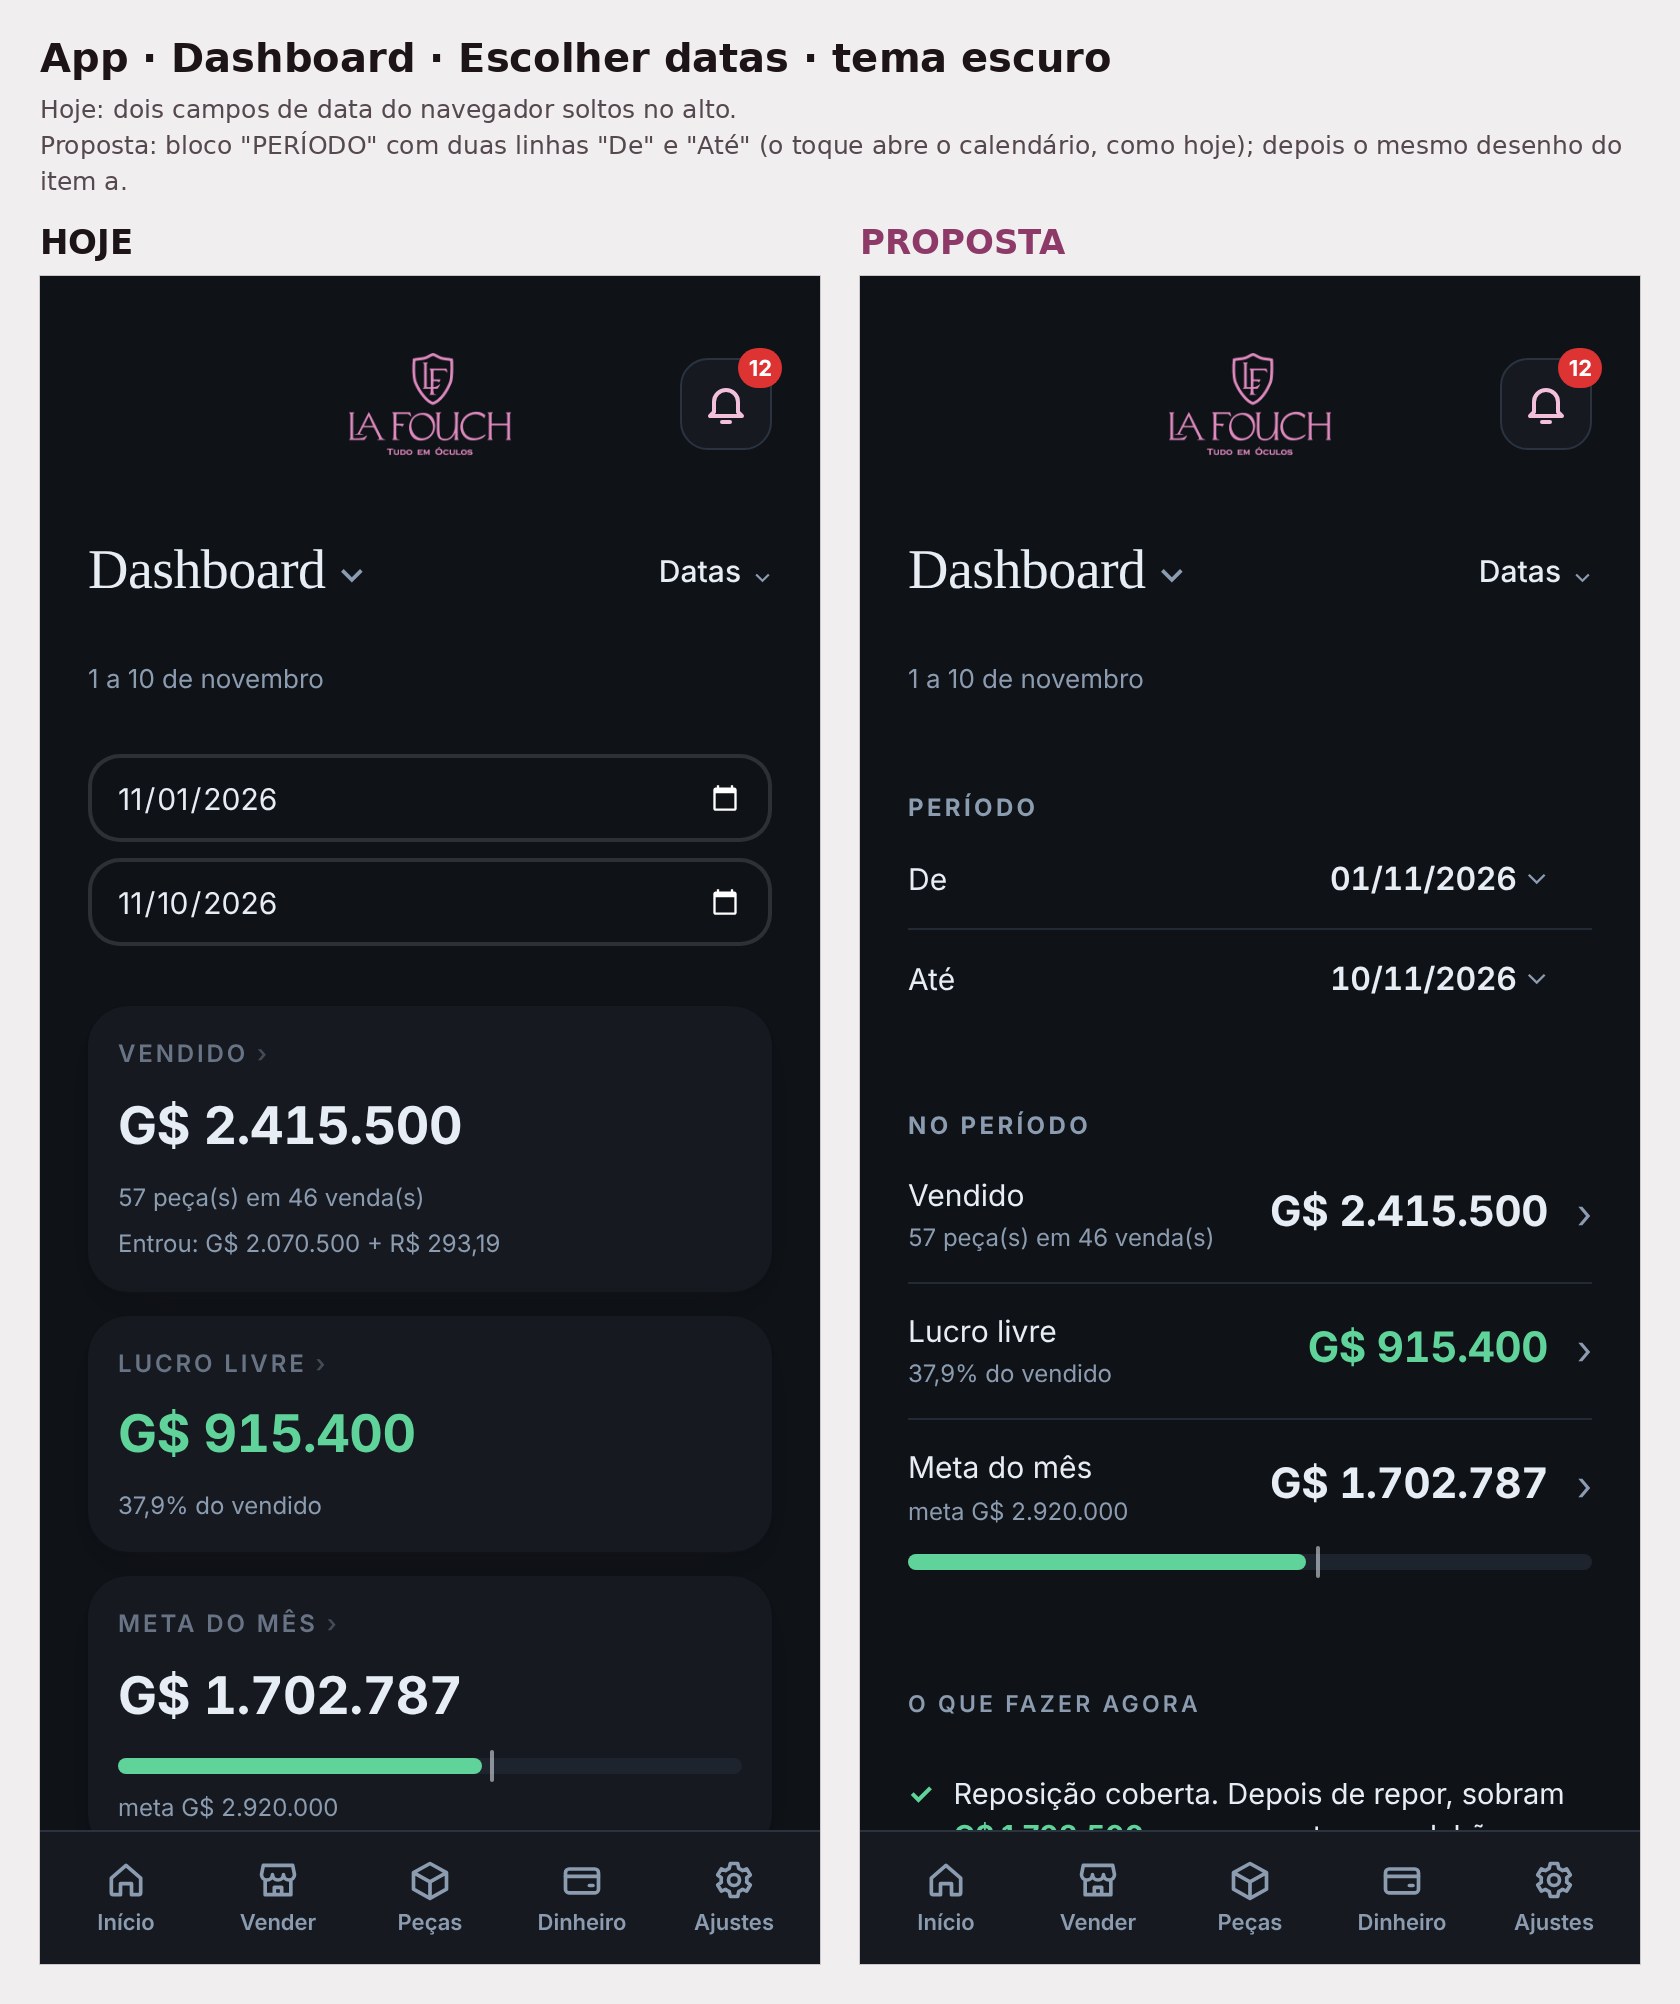 App · Dashboard · Escolher datas · tema escuro
Hoje: dois campos de data do navegador soltos no alto.
Proposta: bloco "PERÍODO" com duas linhas "De" e "Até" (o toque abre o calendário, como hoje); depois o mesmo desenho do
item a.
HOJE
LF
LA FOUCH
TUDO EM ÓCULOS
12
Dashboard
Datas
1 a 10 de novembro
11/01/2026
11/10/2026
VENDIDO ›
G$ 2.415.500
57 peça(s) em 46 venda(s)
Entrou: G$ 2.070.500 + R$ 293,19
LUCRO LIVRE ›
G$ 915.400
37,9% do vendido
META DO MÊS ›
G$ 1.702.787
meta G$ 2.920.000
Início Vender Peças Dinheiro Ajustes
PROPOSTA
LF
LA FOUCH
TUDO EM ÓCULOS
12
Dashboard
Datas
1 a 10 de novembro
PERÍODO
De 01/11/2026
Até 10/11/2026
NO PERÍODO
Vendido G$ 2.415.500 ›
57 peça(s) em 46 venda(s)
Lucro livre G$ 915.400 ›
37,9% do vendido
Meta do mês G$ 1.702.787 ›
meta G$ 2.920.000
O QUE FAZER AGORA
✓ Reposição coberta. Depois de repor, sobram
Início Vender Peças Dinheiro Ajustes